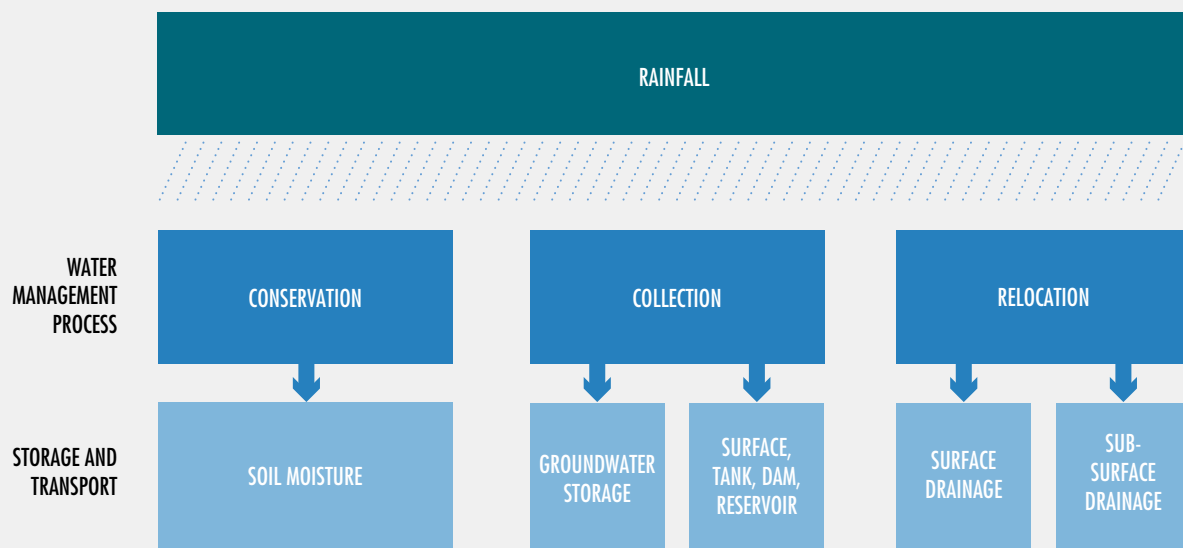 RAINFALL
WATER
MANAGEMENT
PROCESS
CONSERVATION
COLLECTION
RELOCATION
STORAGE AND
TRANSPORT
SOIL MOISTURE
GROUNDWATER
STORAGE
SURFACE,
TANK, DAM,
RESERVOIR
SURFACE
DRAINAGE
SUB-
SURFACE
DRAINAGE